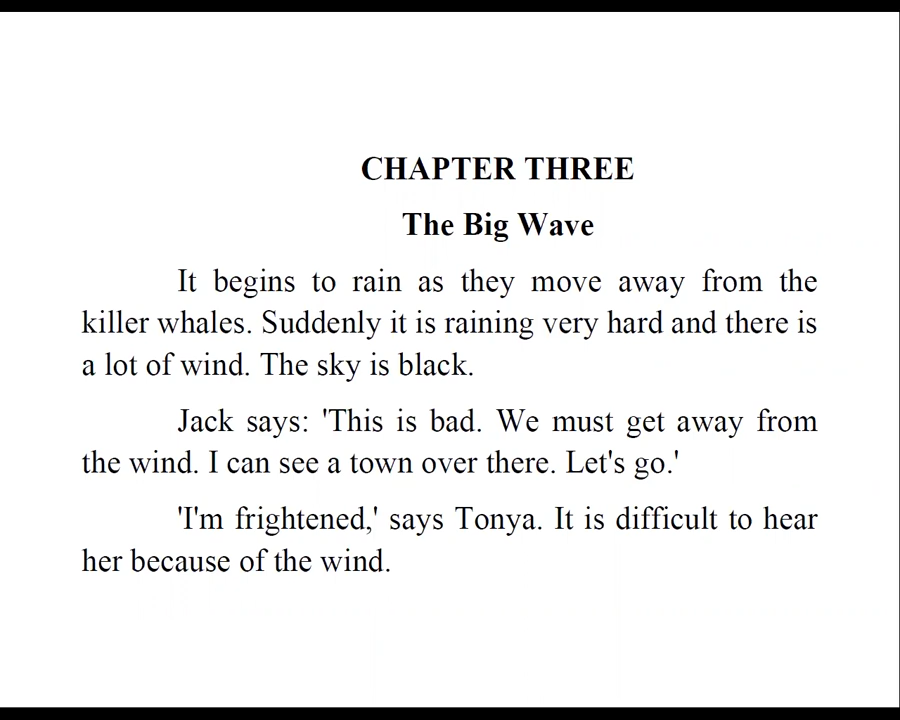 CHAPTER THREE
The Big Wave
It begins to rain as they move away from the
killer whales. Suddenly it is raining very hard and there is
a lot of wind. The sky is black.
Jack says: 'This is bad. We must get away from
the wind. I can see a town over there. Let's go.'
'I'm frightened,' says Tonya. It is difficult to hear
her because of the wind.